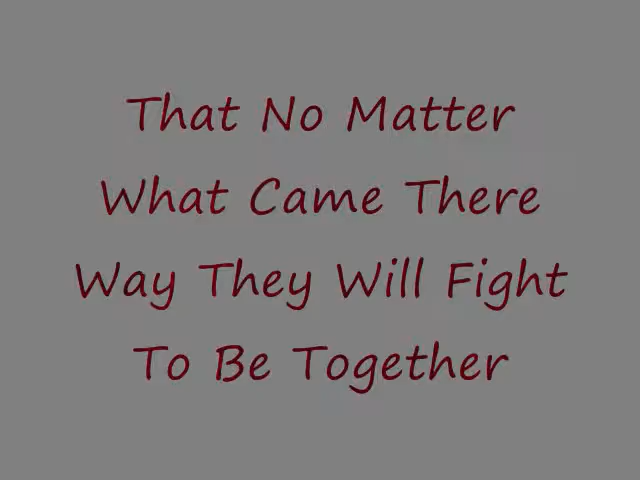 That No Matter
What Came There
Way They Will Fight
To Be Together